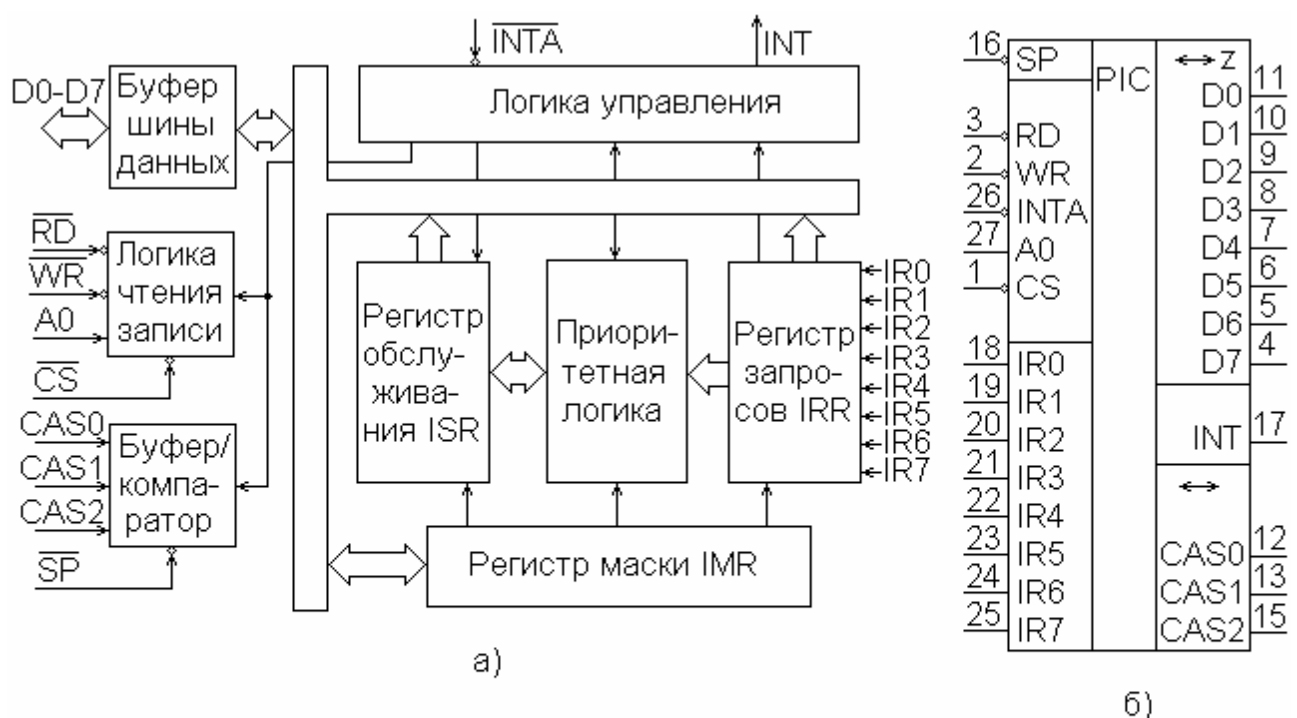 INTA
INT
D0-D7
Буфер
шины
данных
Логика управления
RD
WR
A0
CS
Логика
чтения
записи
CAS0
CAS1
CAS2
SP
Буфер/
компа-
ратор
Регистр
обслу-
жива-
ния ISR
Приори-
тетная
логика
Регистр
запро-
сов IRR
IR0
IR1
IR2
IR3
IR4
IR5
IR6
IR7
Регистр маски IMR
а)
16
SP
PIC
z
3
RD
2
WR
26
INTA
27
A0
1
CS
18
IR0
19
IR1
20
IR2
21
IR3
22
IR4
23
IR5
24
IR6
25
IR7
D0
11
D1
10
D2
9
D3
8
D4
7
D5
6
D6
5
D7
4
INT
17
CAS0
12
CAS1
13
CAS2
15
б)